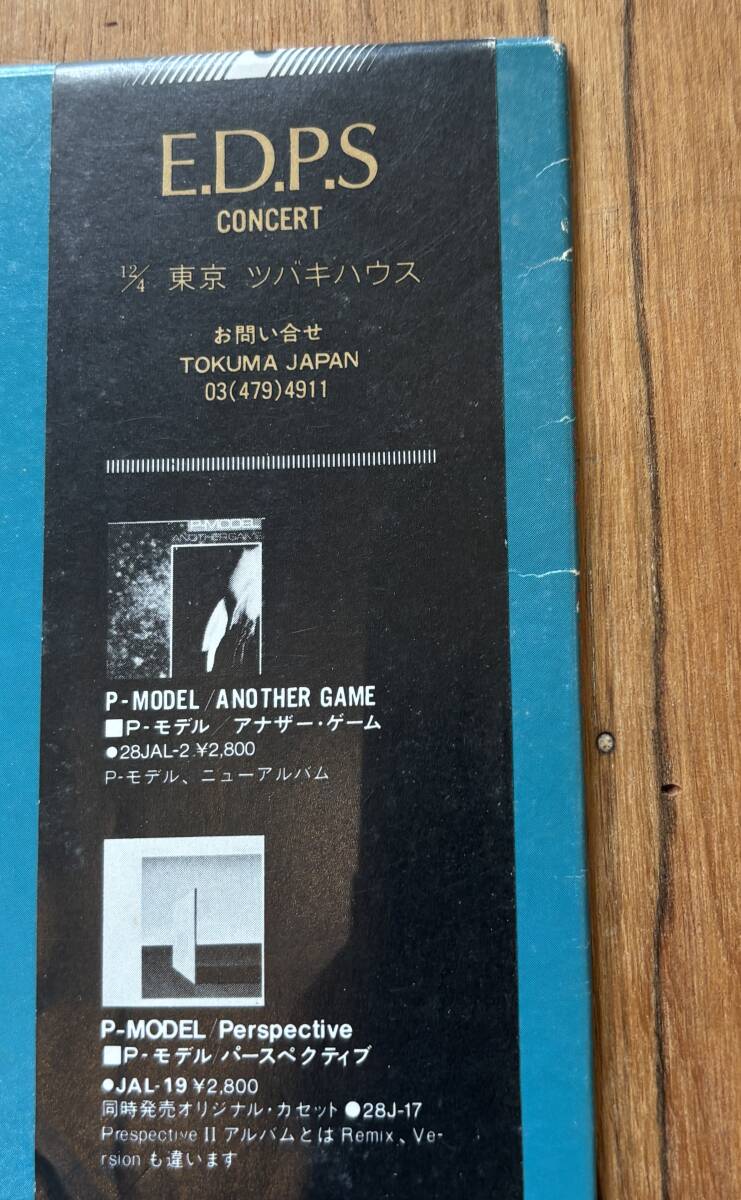 E.D.P.S
CONCERT
12/4 東京 ツバキハウス
お問い合せ
TOKUMA JAPAN
03(479)4911
P-MODEL
ANOTHER GAME
P-MODEL/ANOTHER GAME
■P-モデル/アナザー・ゲーム
●28JAL-2 ¥2,800
P-モデル、ニューアルバム
P-MODEL/Perspective
■P-モデル/パースペクティブ
●JAL-19 ¥2,800
同時発売オリジナル・カセット●28J-17
Prespective II アルバムとは Remix、Ve-
rsion も違います